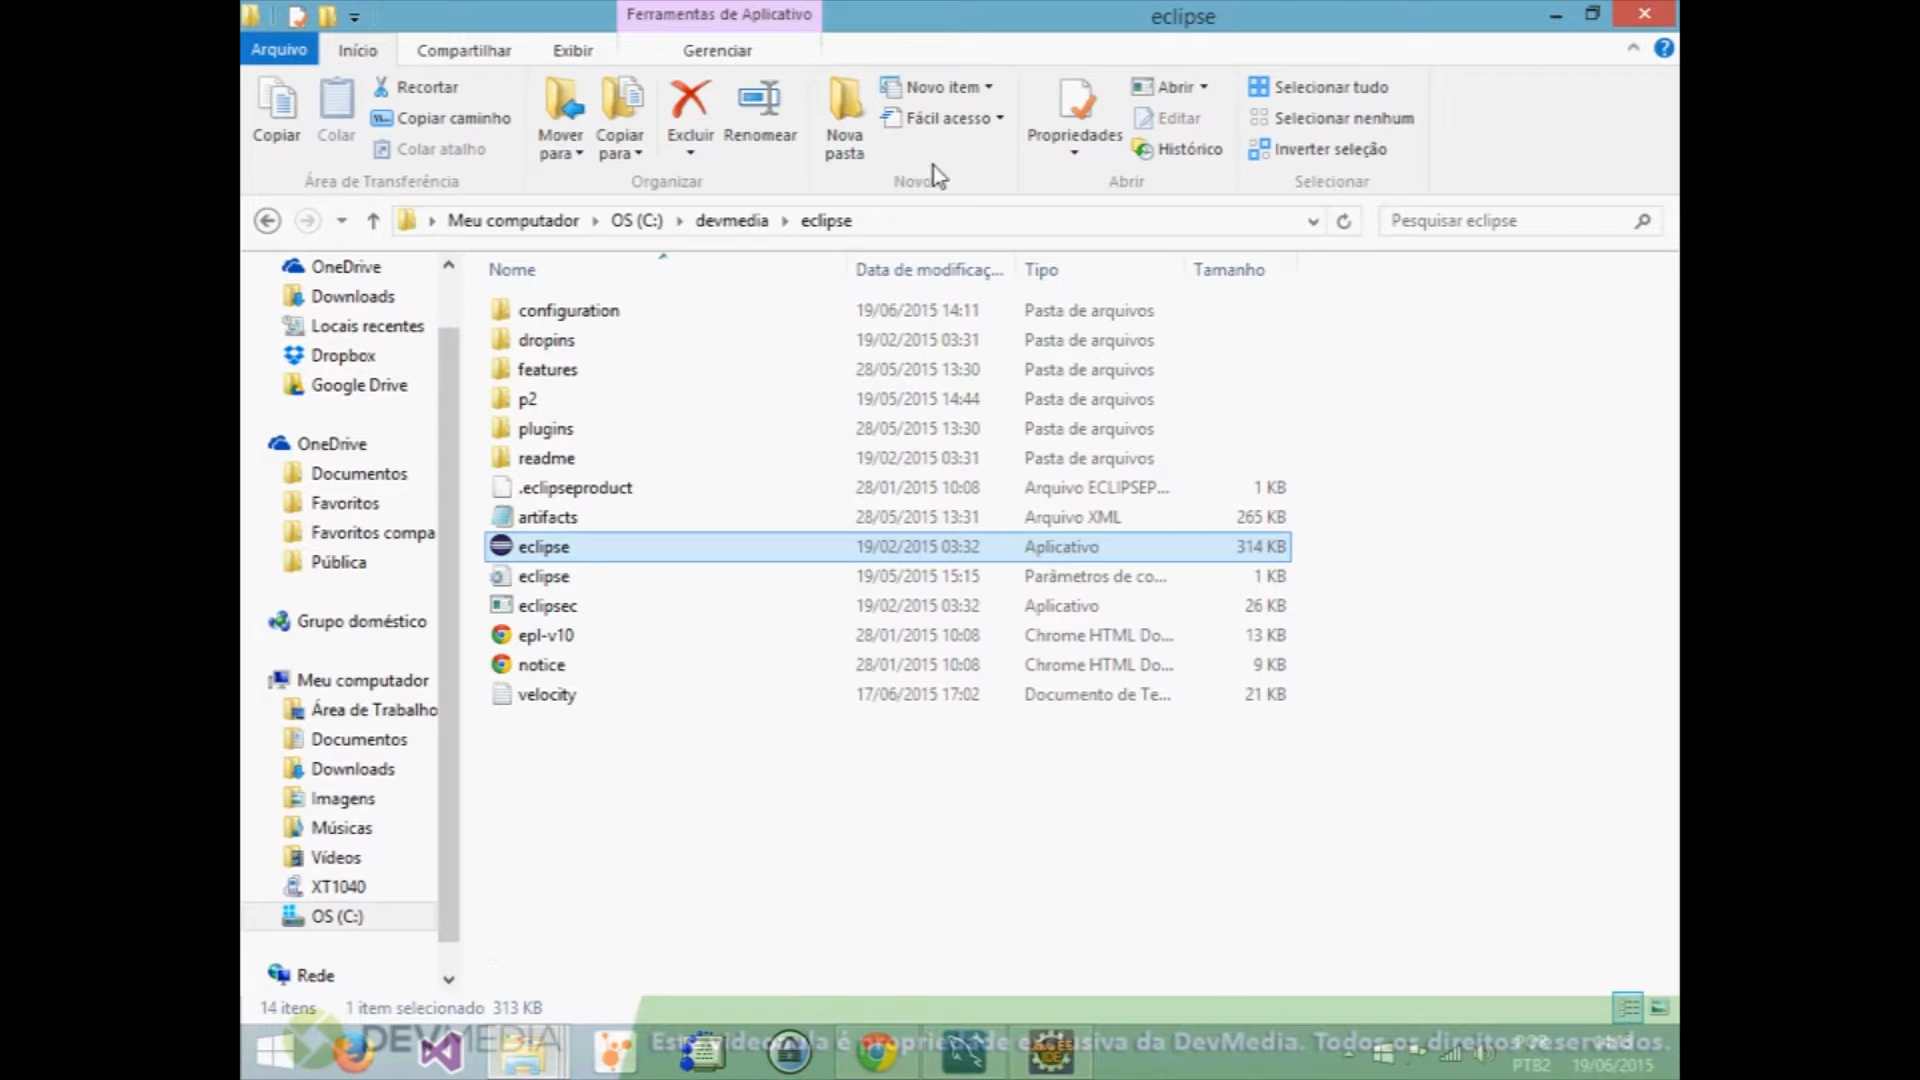 Ferramentas de Aplicativo
eclipse
Arquivo Início Compartilhar Exibir Gerenciar
Copiar
Colar
Recortar
Copiar caminho
Colar atalho
Área de Transferência
Mover para
Copiar para
Excluir
Renomear
Organizar
Nova pasta
Novo item
Fácil acesso
Novo
Propriedades
Abrir
Editar
Histórico
Abrir
Selecionar tudo
Selecionar nenhum
Inverter seleção
Selecionar
Meu computador OS (C:) devmedia eclipse
Pesquisar eclipse
OneDrive
Downloads
Locais recentes
Dropbox
Google Drive
OneDrive
Documentos
Favoritos
Favoritos compa
Pública
Grupo doméstico
Meu computador
Área de Trabalho
Documentos
Downloads
Imagens
Músicas
Vídeos
XT1040
OS (C:)
Rede
Nome Data de modificaç... Tipo Tamanho
configuration 19/06/2015 14:11 Pasta de arquivos
dropins 19/02/2015 03:31 Pasta de arquivos
features 28/05/2015 13:30 Pasta de arquivos
p2 19/05/2015 14:44 Pasta de arquivos
plugins 28/05/2015 13:30 Pasta de arquivos
readme 19/02/2015 03:31 Pasta de arquivos
.eclipseproduct 28/01/2015 10:08 Arquivo ECLIPSEP... 1 KB
artifacts 28/05/2015 13:31 Arquivo XML 265 KB
eclipse 19/02/2015 03:32 Aplicativo 314 KB
eclipse 19/05/2015 15:15 Parâmetros de co... 1 KB
eclipsec 19/02/2015 03:32 Aplicativo 26 KB
epl-v10 28/01/2015 10:08 Chrome HTML Do... 13 KB
notice 28/01/2015 10:08 Chrome HTML Do... 9 KB
velocity 17/06/2015 17:02 Documento de Te... 21 KB
14 itens 1 item selecionado 313 KB
DEVMEDIA
da DevMedia. Todos os direitos reservados.
PTB2 19/06/2015